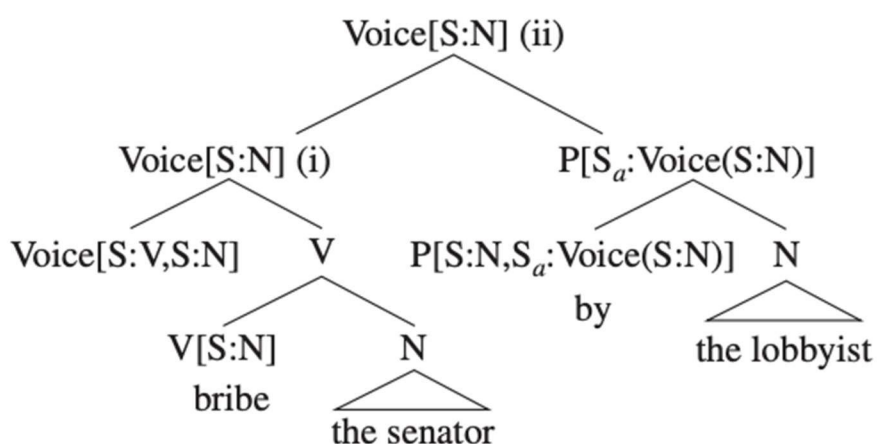 Voice[S:N] (ii)
Voice[S:N] (i) P[Sa:Voice(S:N)]
Voice[S:V,S:N] V P[S:N,Sa:Voice(S:N)] N
by
V[S:N] N the lobbyist
bribe
the senator